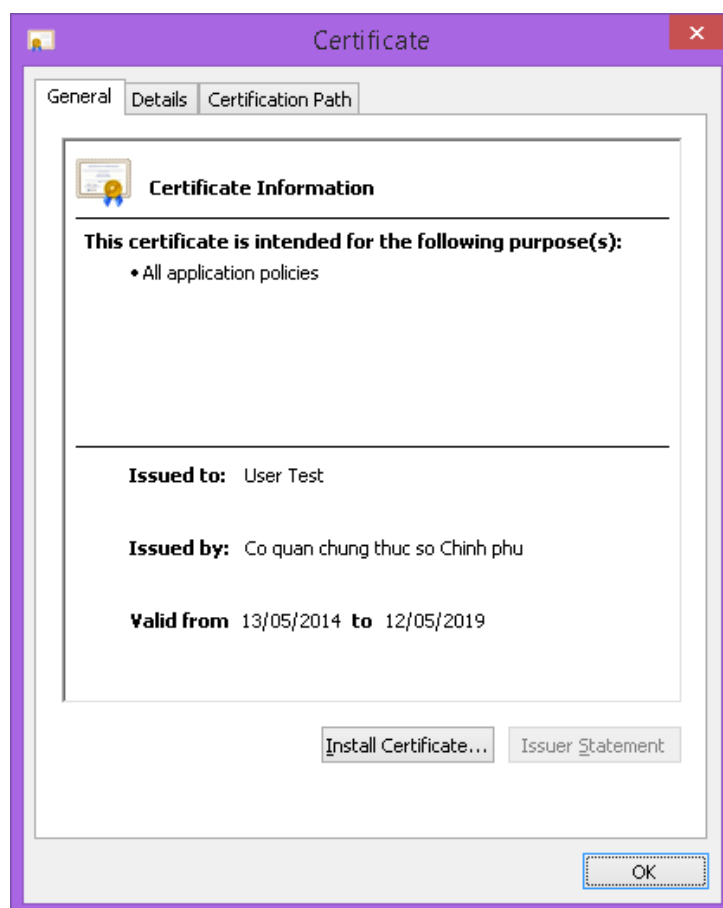 Certificate
General Details Certification Path
Certificate Information
This certificate is intended for the following purpose(s):
• All application policies
Issued to: User Test
Issued by: Co quan chung thuc so Chinh phu
Valid from 13/05/2014 to 12/05/2019
Install Certificate... Issuer Statement
OK